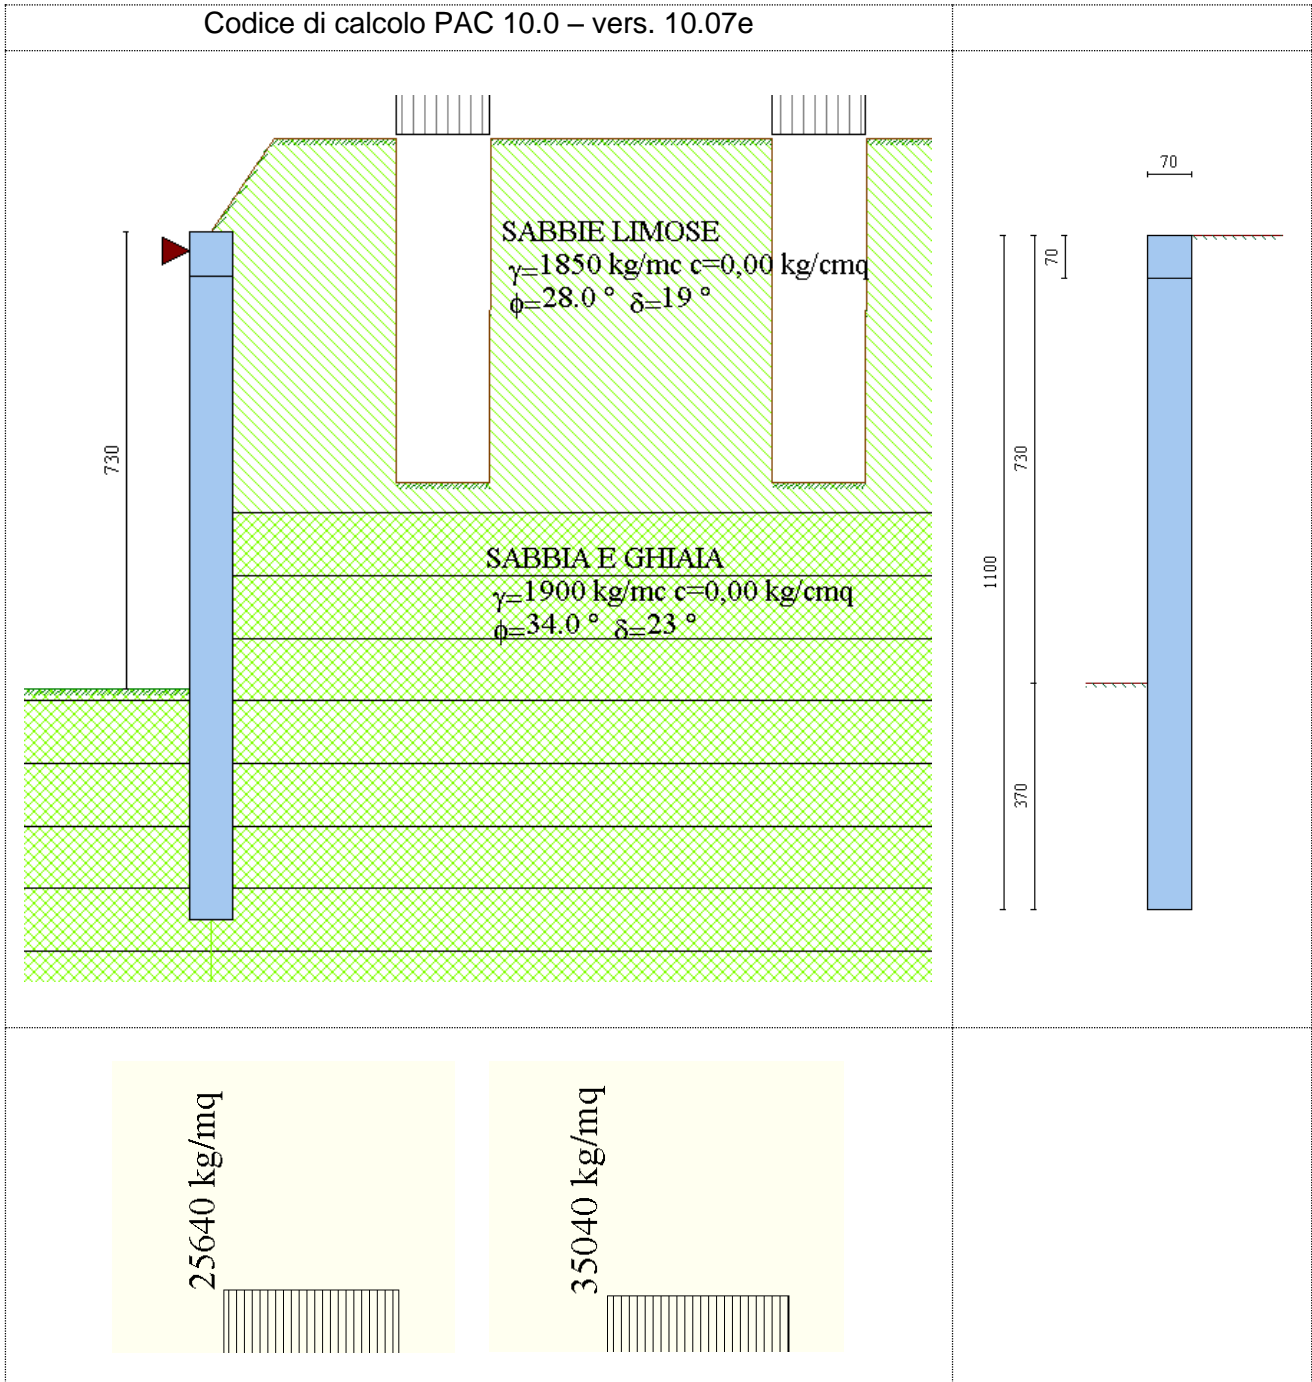 Codice di calcolo PAC 10.0 – vers. 10.07e
SABBIE LIMOSE
γ=1850 kg/mc c=0,00 kg/cmq
ϕ=28.0 ° δ=19 °
730
SABBIA E GHIAIA
γ=1900 kg/mc c=0,00 kg/cmq
ϕ=34.0 ° δ=23 °
70
70
730
1100
370
25640 kg/mq
35040 kg/mq